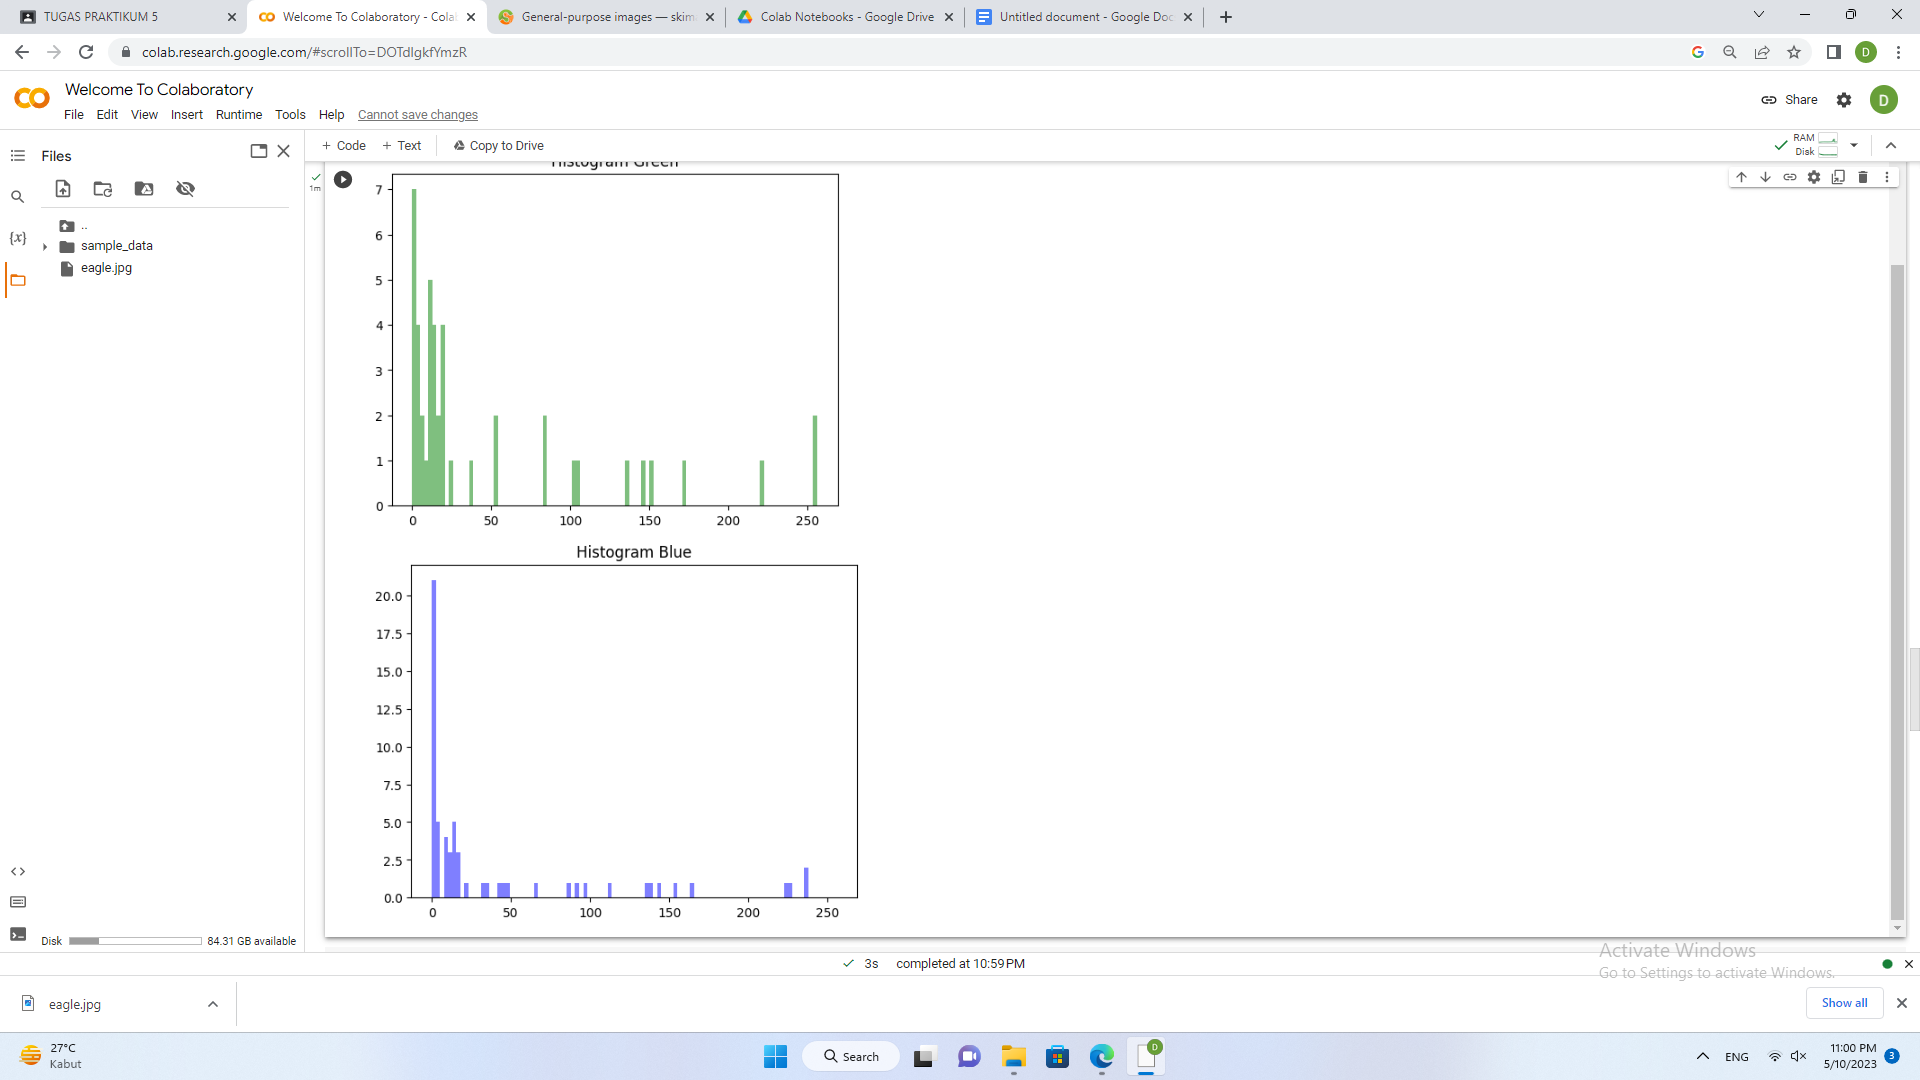 TUGAS PRAKTIKUM 5
Welcome To Colaboratory - Cola
General-purpose images — skim
Colab Notebooks - Google Drive
Untitled document - Google Doc
colab.research.google.com/#scrollTo=DOTdIgkfYmzR
D
Welcome To Colaboratory
File Edit View Insert Runtime Tools Help Cannot save changes
Share
D
Files
+ Code + Text Copy to Drive
RAM
Disk
1m
{x}
..
sample_data
eagle.jpg
Histogram Green
7
6
5
4
3
2
1
0
0 50 100 150 200 250
Histogram Blue
20.0
17.5
15.0
12.5
10.0
7.5
5.0
2.5
0.0
0 50 100 150 200 250
Disk 84.31 GB available
3s completed at 10:59 PM
Activate Windows
Go to Settings to activate Windows.
eagle.jpg
Show all
27°C
Kabut
Search
D
ENG
11:00 PM
5/10/2023
3